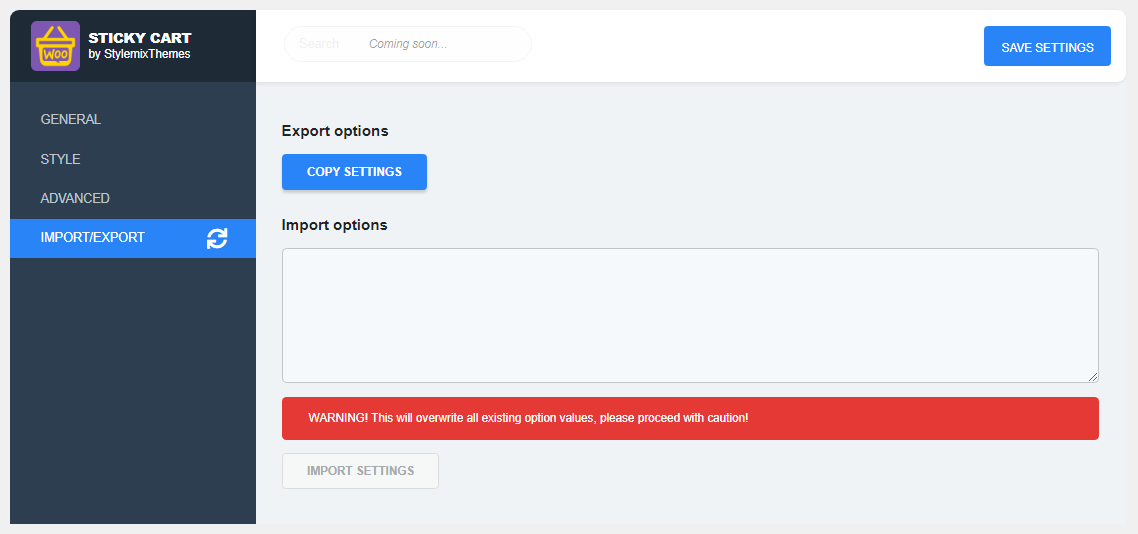 WOO
STICKY CART
by StylemixThemes
Search
Coming soon...
SAVE SETTINGS
GENERAL
STYLE
ADVANCED
IMPORT/EXPORT
Export options
COPY SETTINGS
Import options
WARNING! This will overwrite all existing option values, please proceed with caution!
IMPORT SETTINGS